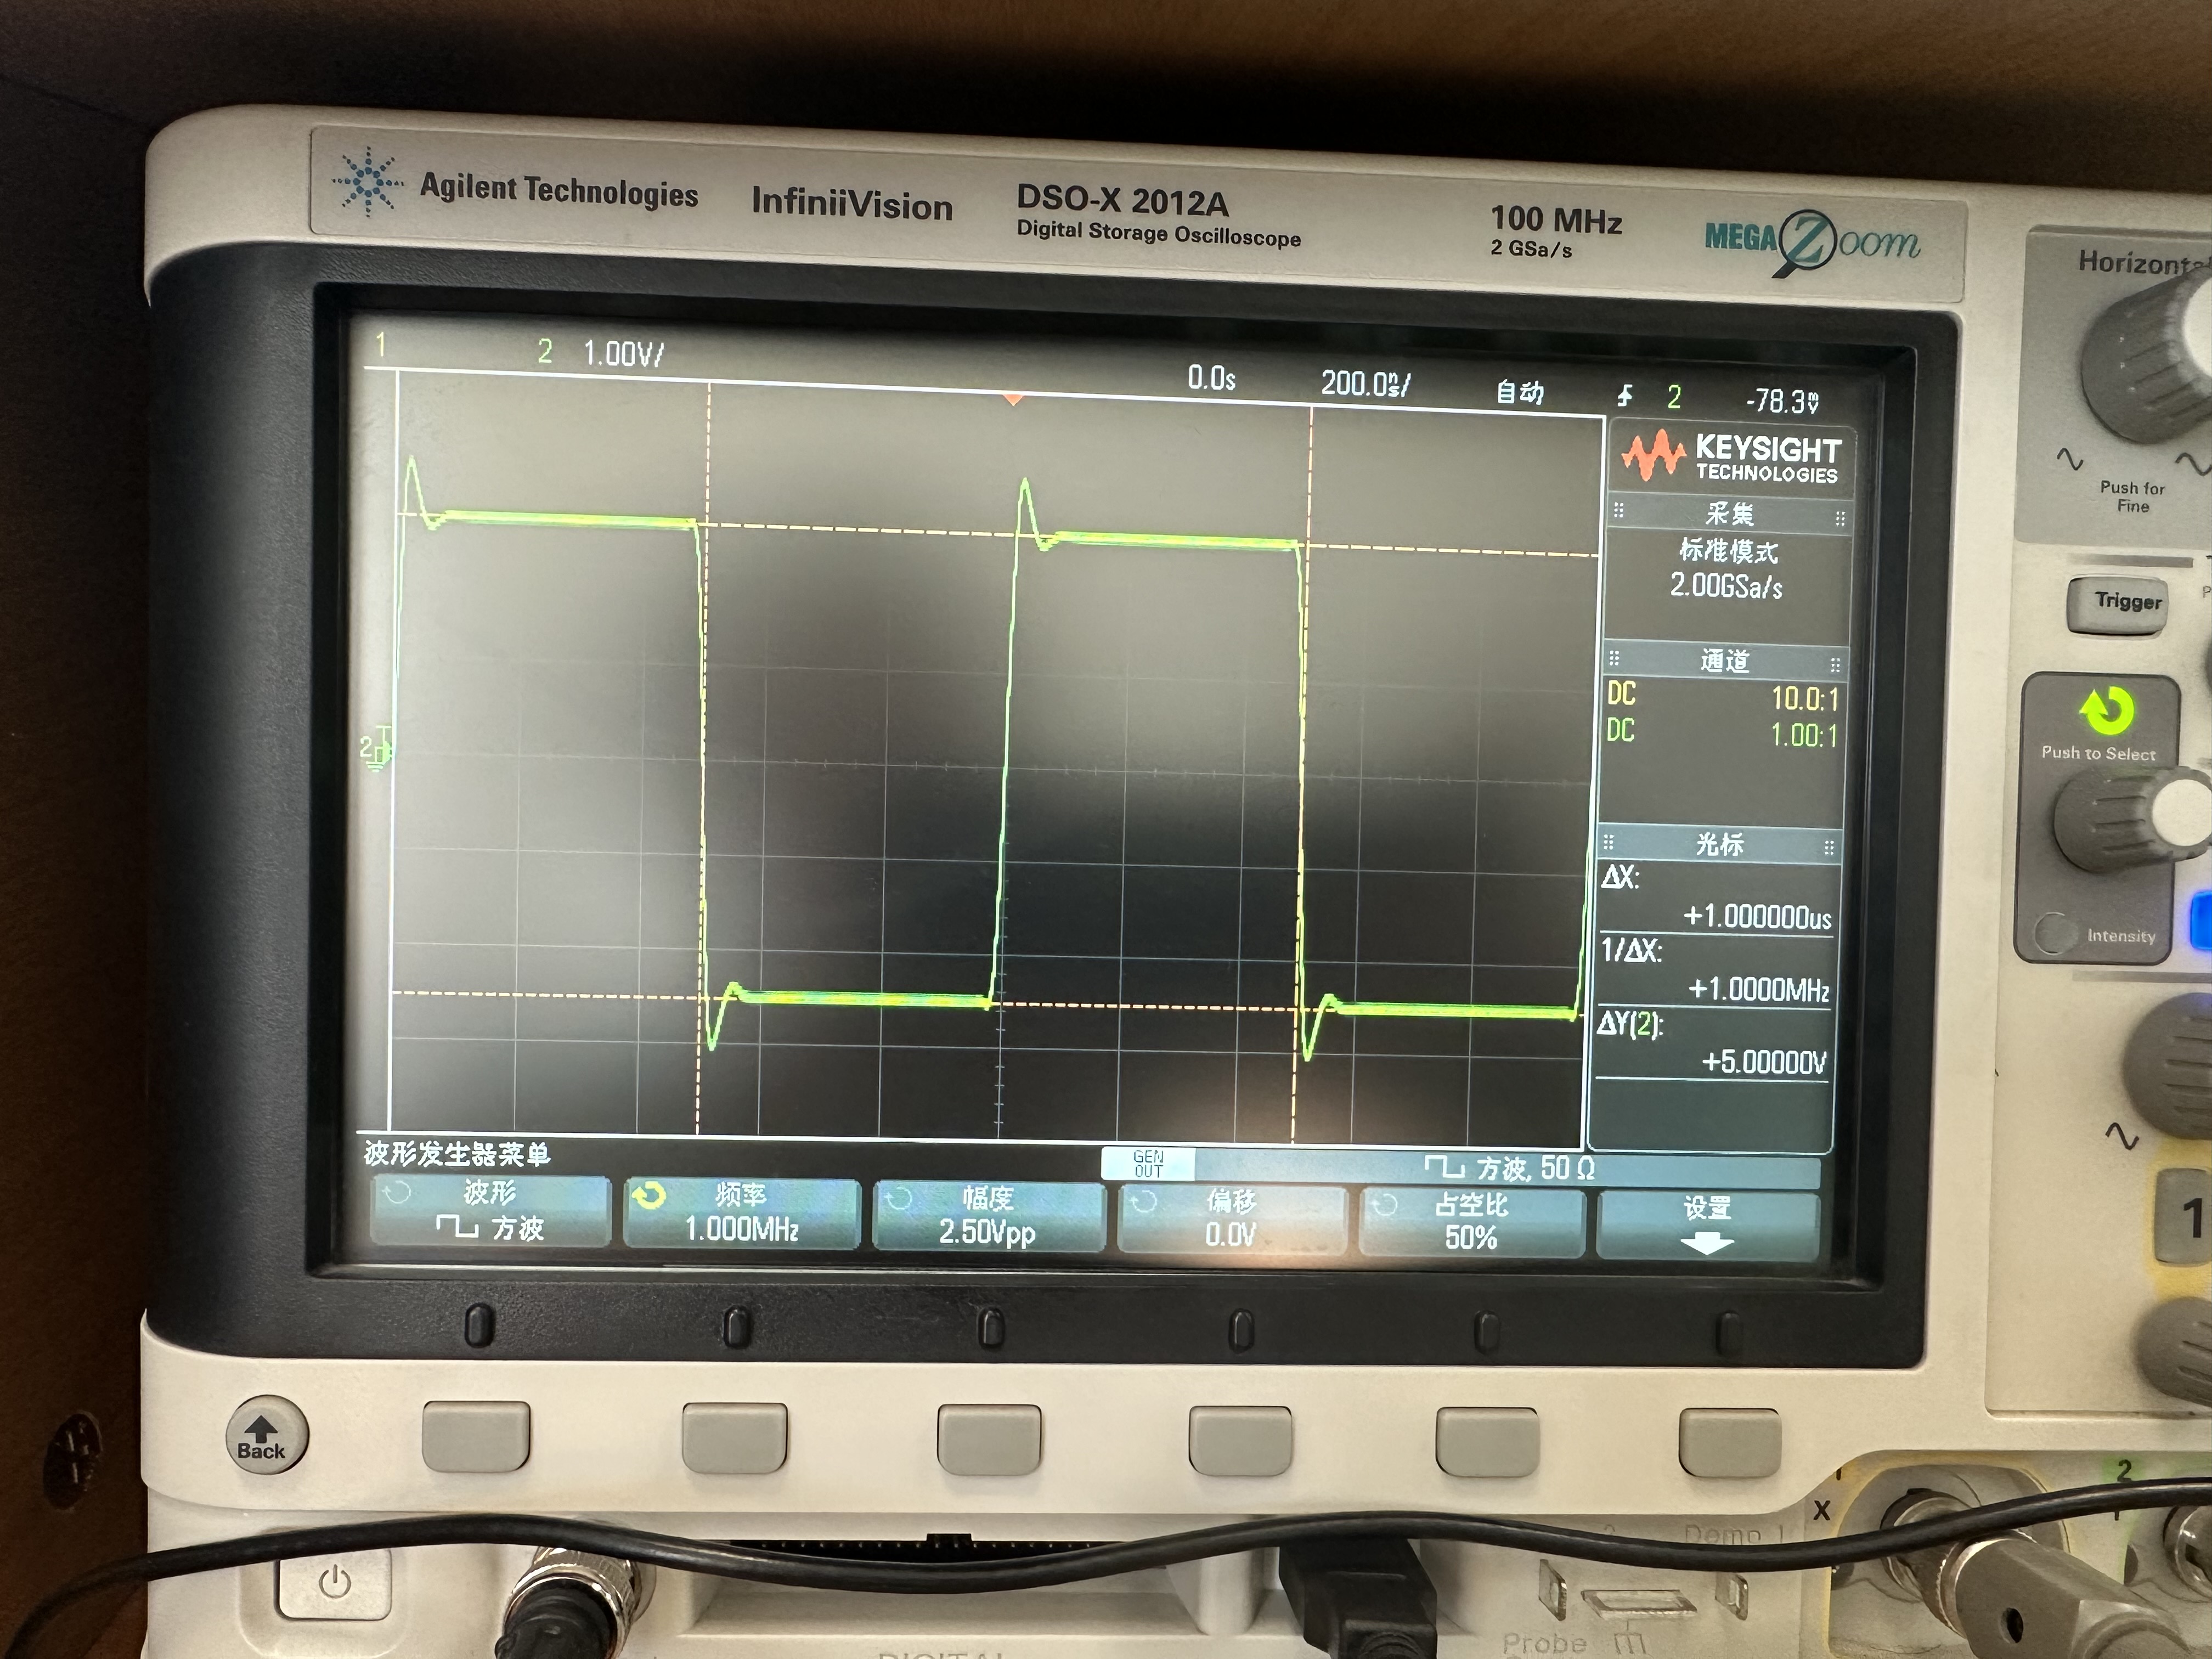 Agilent Technologies InfiniiVision DSO-X 2012A 100 MHz MEGA Zoom
Digital Storage Oscilloscope 2 GSa/s
Horizont
1 2 1.00V/ 0.0s 200.0ns/ 自动 2 -78.3mV
KEYSIGHT
TECHNOLOGIES
采集
标准模式
2.00GSa/s
通道
DC 10.0:1
DC 1.00:1
光标
ΔX:
+1.000000us
1/ΔX:
+1.0000MHz
ΔY(2):
+5.00000V
T
2
波形发生器菜单
GEN
OUT
方波, 50 Ω
波形 频率 幅度 偏移 占空比 设置
方波 1.000MHz 2.50Vpp 0.0V 50%
Push for
Fine
Trigger
Push to Select
Intensity
1
Back
2
X
Demo 1
Probe
DIGITAL